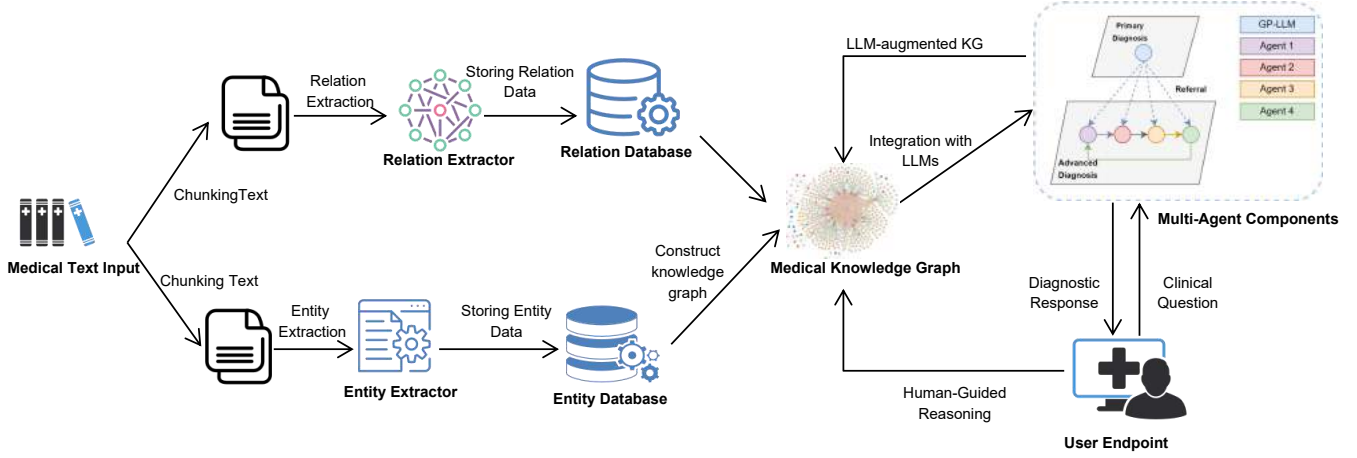 Primary
Diagnosis
GP-LLM
Agent 1
Agent 2
Agent 3
Agent 4
Referral
Advanced
Diagnosis
Multi-Agent Components
LLM-augmented KG
Integration with
LLMs
Relation
Extraction
Storing Relation
Data
Relation Extractor
Relation Database
ChunkingText
Medical Text Input
Chunking Text
Entity
Extraction
Storing Entity
Data
Entity Extractor
Entity Database
Construct
knowledge
graph
Medical Knowledge Graph
Diagnostic
Response
Clinical
Question
Human-Guided
Reasoning
User Endpoint